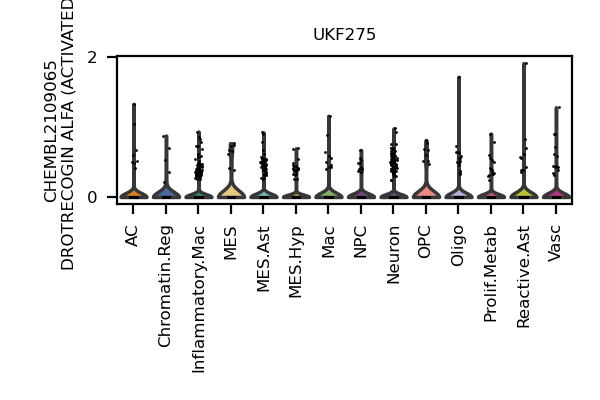 UKF275
CHEMBL2109065
DROTRECOGIN ALFA (ACTIVATED
2
0
AC
Chromatin.Reg
Inflammatory.Mac
MES
MES.Ast
MES.Hyp
Mac
NPC
Neuron
OPC
Oligo
Prolif.Metab
Reactive.Ast
Vasc